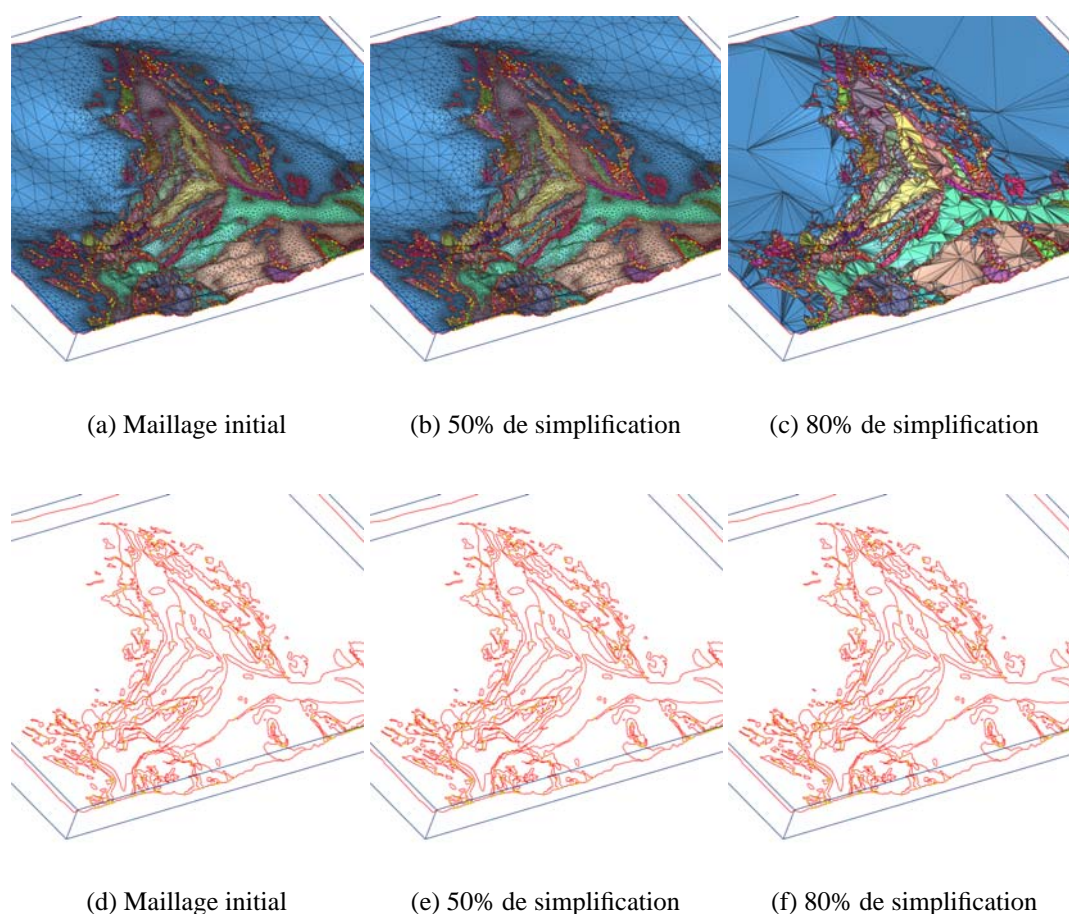 (a) Maillage initial
(b) 50% de simplification
(c) 80% de simplification
(d) Maillage initial
(e) 50% de simplification
(f) 80% de simplification